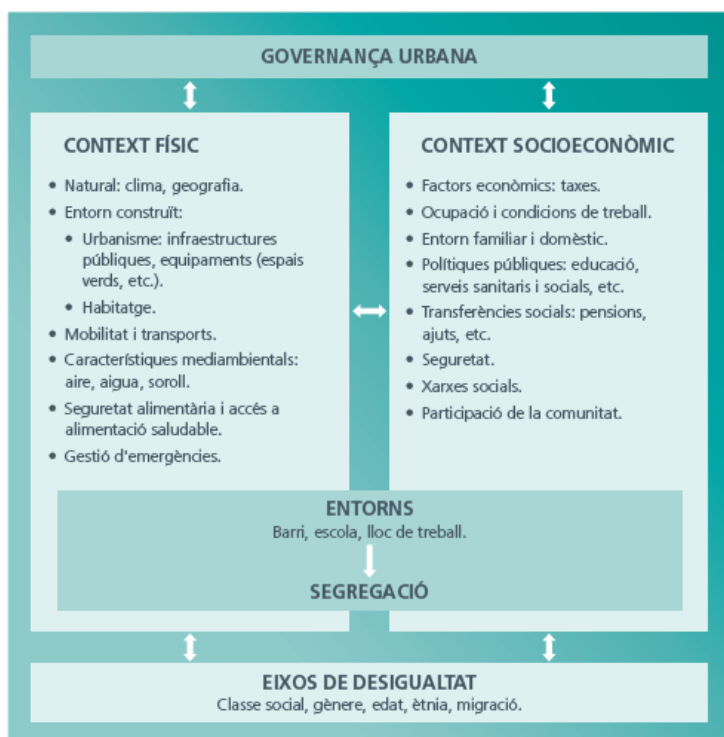 GOVERNANÇA URBANA
CONTEXT FÍSIC
• Natural: clima, geografia.
• Entorn construït:
• Urbanisme: infraestructures
públiques, equipaments (espais
verds, etc.).
• Habitatge.
• Mobilitat i transports.
• Característiques mediambientals:
aire, aigua, soroll.
• Seguretat alimentària i accés a
alimentació saludable.
• Gestió d'emergències.
CONTEXT SOCIOECONÒMIC
• Factors econòmics: taxes.
• Ocupació i condicions de treball.
• Entorn familiar i domèstic.
• Polítiques públiques: educació,
serveis sanitaris i socials, etc.
• Transferències socials: pensions,
ajuts, etc.
• Seguretat.
• Xarxes socials.
• Participació de la comunitat.
ENTORNS
Barri, escola, lloc de treball.
SEGREGACIÓ
EIXOS DE DESIGUALTAT
Classe social, gènere, edat, ètnia, migració.